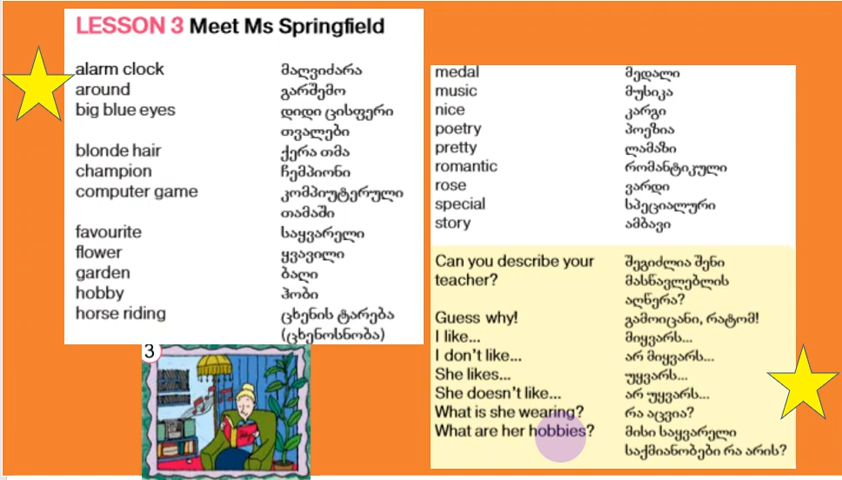 LESSON 3 Meet Ms Springfield
alarm clock მაღვიძარა
around გარშემო
big blue eyes დიდი ცისფერი
თვალები
blonde hair ქერა თმა
champion ჩემპიონი
computer game კომპიუტერული
თამაში
favourite საყვარელი
flower ყვავილი
garden ბაღი
hobby ჰობი
horse riding ცხენის ტარება
(ცხენოსნობა)
3
medal მედალი
music მუსიკა
nice კარგი
poetry პოეზია
pretty ლამაზი
romantic რომანტიკული
rose ვარდი
special სპეციალური
story ამბავი
Can you describe your შეგიძლია შენი
teacher? მასწავლებლის
აღწერა?
Guess why! გამოიცანი, რატომ!
I like... მიყვარს...
I don't like... არ მიყვარს...
She likes... უყვარს...
She doesn't like... არ უყვარს...
What is she wearing? რა აცვია?
What are her hobbies? მისი საყვარელი
საქმიანობები რა არის?